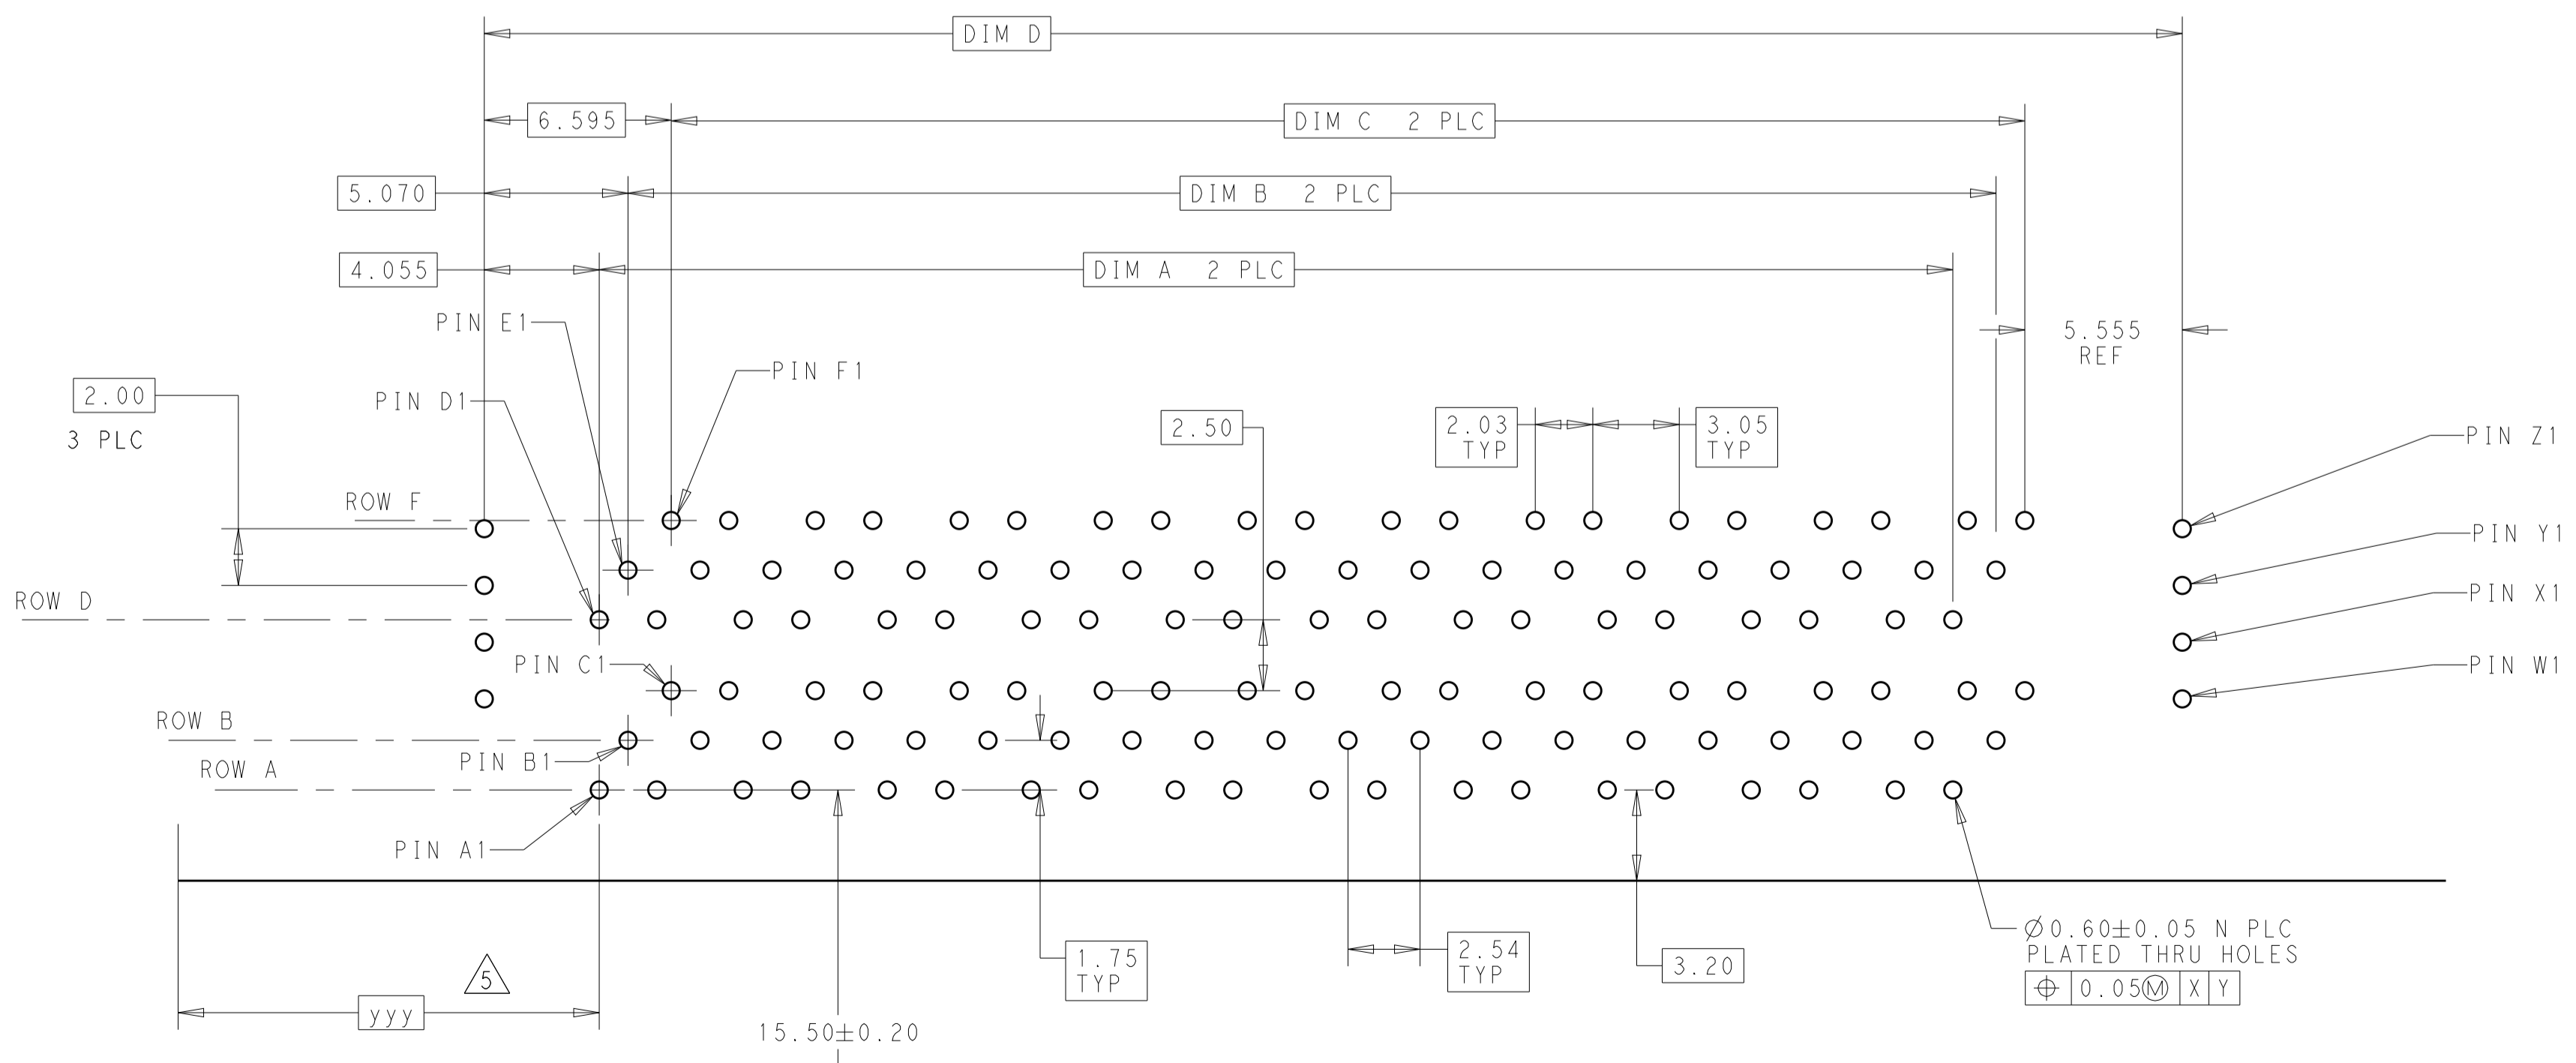 DIM D
6.595
DIM C 2 PLC
5.070
DIM B 2 PLC
4.055
DIM A 2 PLC
PIN E1
5.555
REF
PIN F1
2.00
3 PLC
PIN D1
2.50
2.03
TYP
3.05
TYP
PIN Z1
ROW F
PIN Y1
ROW D
PIN X1
PIN C1
PIN W1
ROW B
PIN B1
ROW A
PIN A1
Ø0.60±0.05 N PLC
PLATED THRU HOLES
⌖ 0.05Ⓜ X Y
1.75
TYP
2.54
TYP
3.20
5
yyy
15.50±0.20